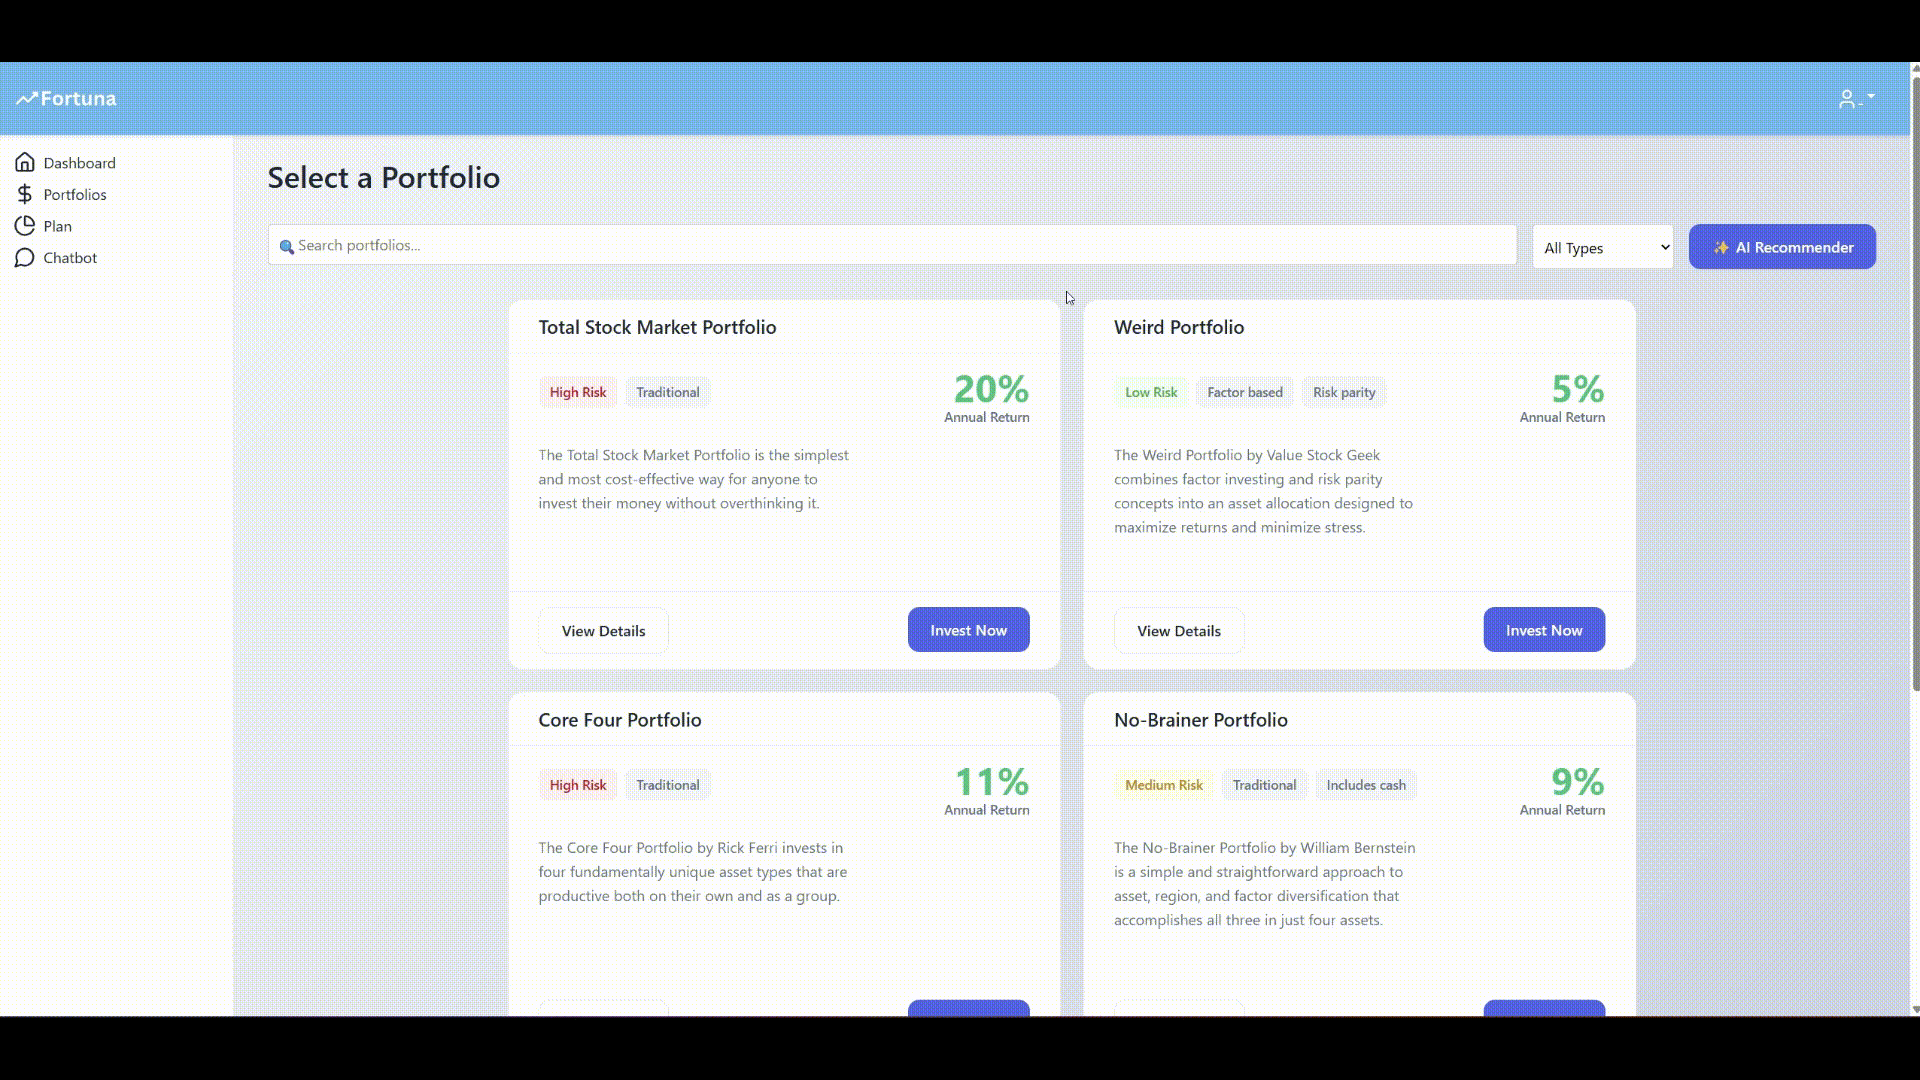 Fortuna
Dashboard
Portfolios
Plan
Chatbot
Select a Portfolio
Search portfolios...
All Types
AI Recommender
Total Stock Market Portfolio
High Risk
Traditional
20%
Annual Return
The Total Stock Market Portfolio is the simplest
and most cost-effective way for anyone to
invest their money without overthinking it.
View Details
Invest Now
Weird Portfolio
Low Risk
Factor based
Risk parity
5%
Annual Return
The Weird Portfolio by Value Stock Geek
combines factor investing and risk parity
concepts into an asset allocation designed to
maximize returns and minimize stress.
View Details
Invest Now
Core Four Portfolio
High Risk
Traditional
11%
Annual Return
The Core Four Portfolio by Rick Ferri invests in
four fundamentally unique asset types that are
productive both on their own and as a group.
No-Brainer Portfolio
Medium Risk
Traditional
Includes cash
9%
Annual Return
The No-Brainer Portfolio by William Bernstein
is a simple and straightforward approach to
asset, region, and factor diversification that
accomplishes all three in just four assets.